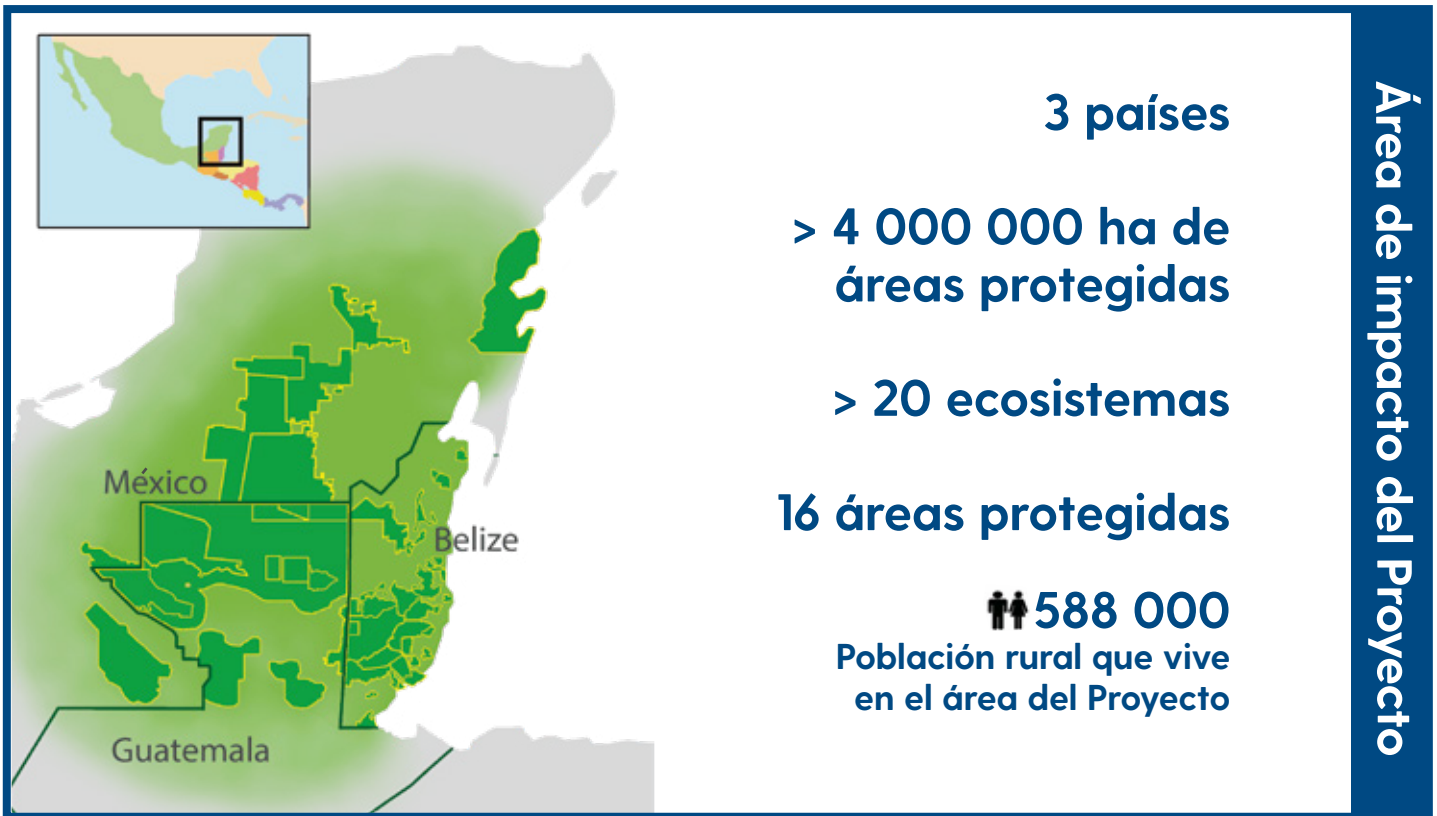 Área de impacto del Proyecto
3 países
> 4 000 000 ha de
áreas protegidas
> 20 ecosistemas
16 áreas protegidas
588 000
Población rural que vive
en el área del Proyecto
México
Belize
Guatemala